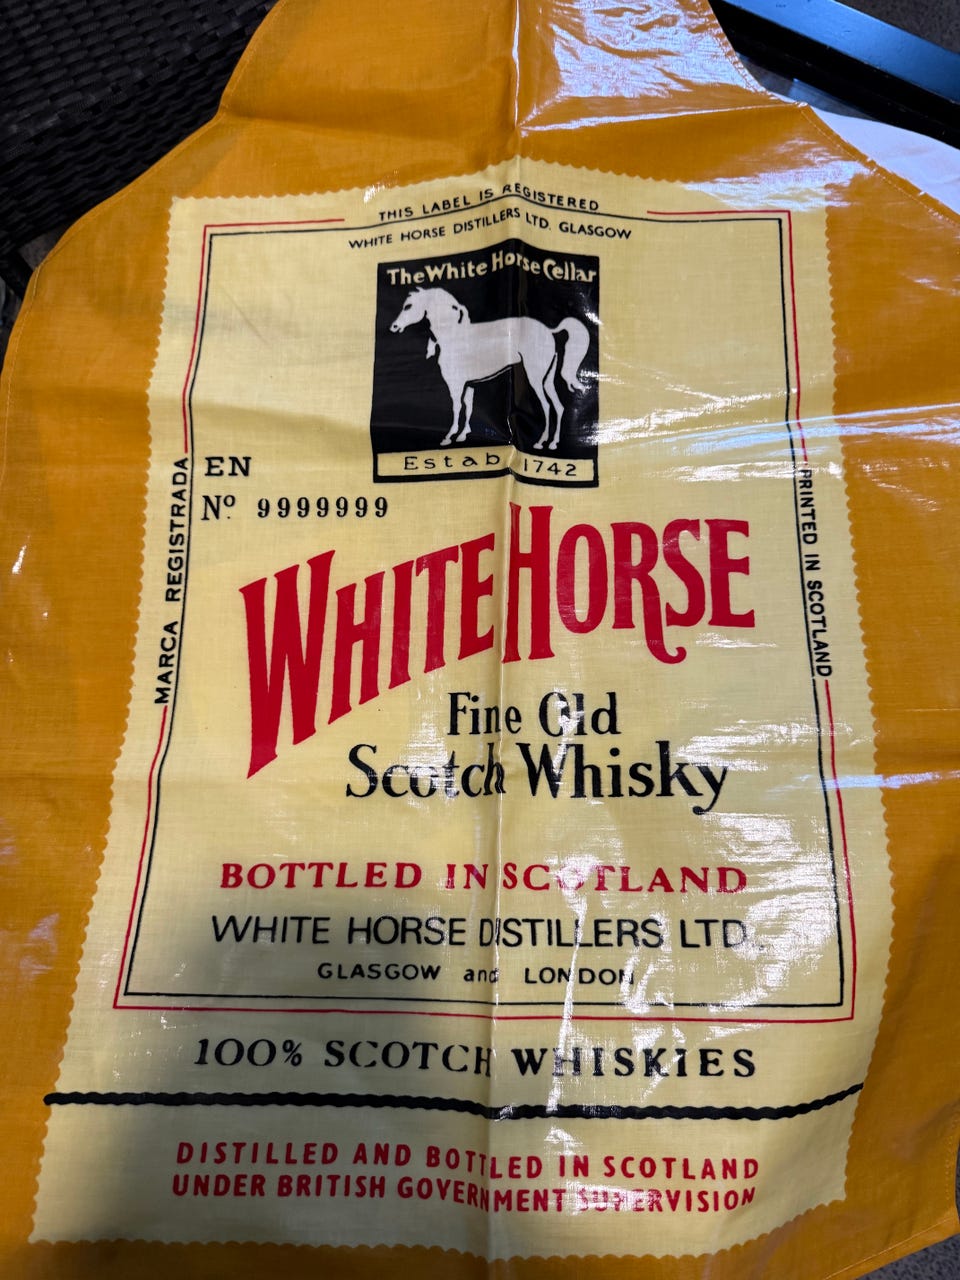 THIS LABEL IS REGISTERED
WHITE HORSE DISTILLERS LTD. GLASGOW
The White Horse Cellar
Estab 1742
EN
Nº 9999999
MARCA REGISTRADA
PRINTED IN SCOTLAND
WHITE HORSE
Fine Old
Scotch Whisky
BOTTLED IN SCOTLAND
WHITE HORSE DISTILLERS LTD.,
GLASGOW and LONDON
100% SCOTCH WHISKIES
DISTILLED AND BOTTLED IN SCOTLAND
UNDER BRITISH GOVERNMENT SUPERVISION